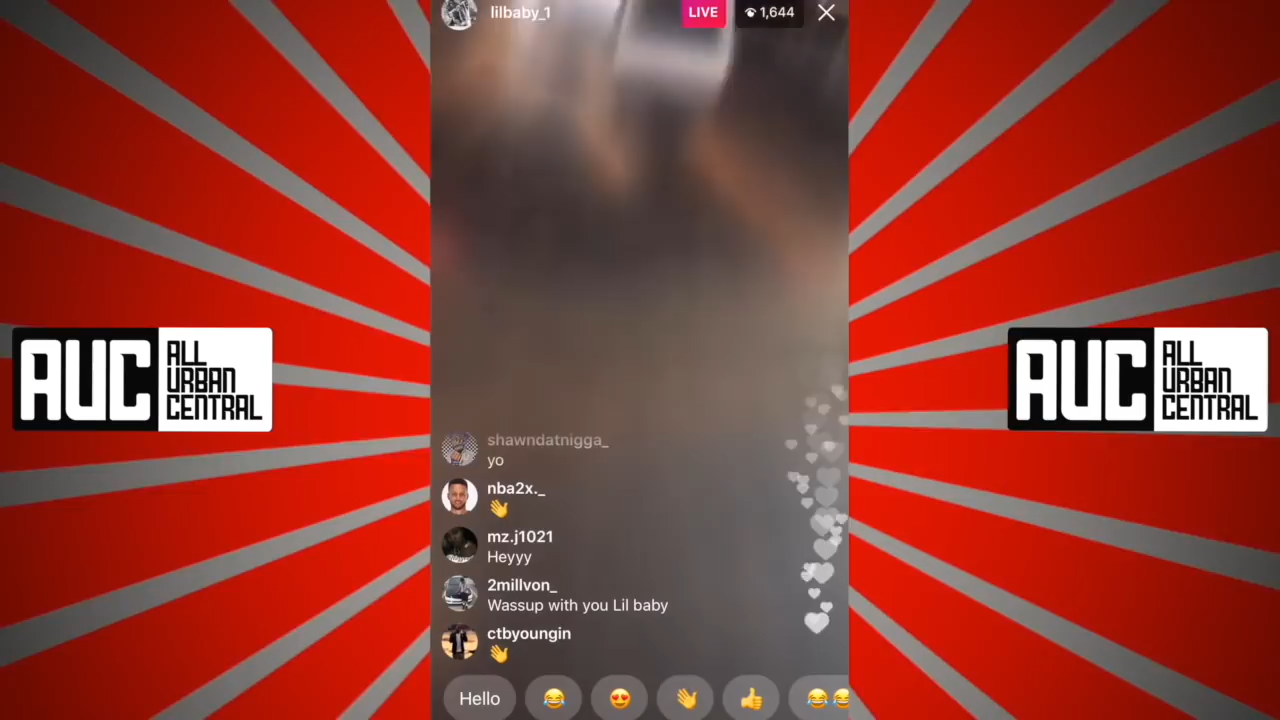 lilbaby_1
LIVE
1,644
AUC
ALL
URBAN
CENTRAL
AUC
ALL
URBAN
CENTRAL
shawndatnigga_
yo
nba2x._
👋
mz.j1021
Heyyy
2millvon_
Wassup with you Lil baby
ctbyoungin
👋
Hello 😂 😍 👋 👍 😂😂